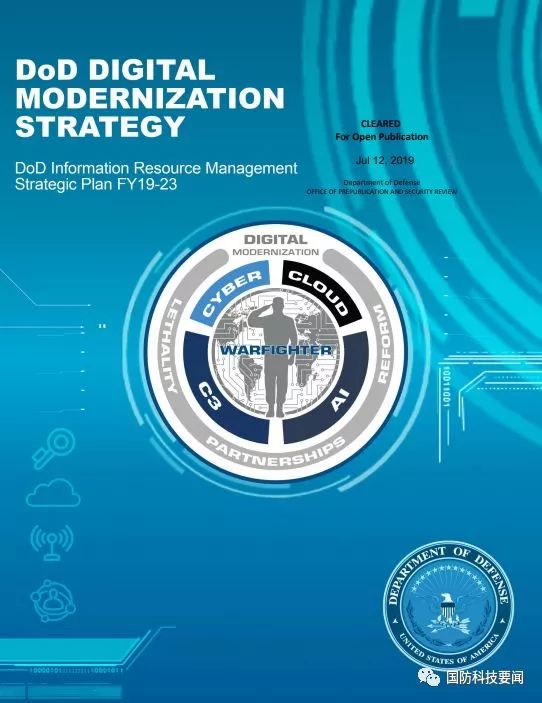 DoD DIGITAL
MODERNIZATION
STRATEGY
DoD Information Resource Management
Strategic Plan FY19-23
CLEARED
For Open Publication
Jul 12, 2019
Department of Defense
OFFICE OF PREPUBLICATION AND SECURITY REVIEW
DIGITAL
MODERNIZATION
CYBER
CLOUD
LETHALITY
REFORM
WARFIGHTER
C3
AI
PARTNERSHIPS
10011001
DEPARTMENT OF DEFENSE
UNITED STATES OF AMERICA
国防科技要闻